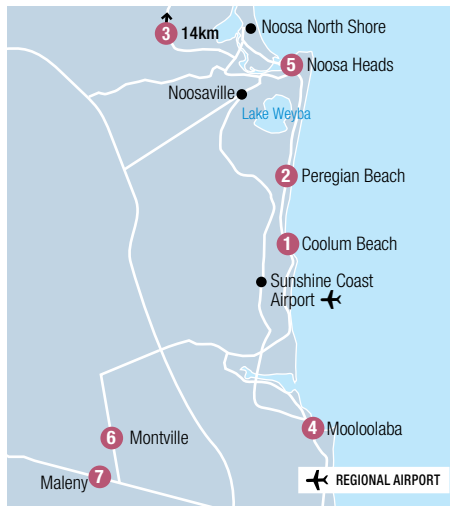 3 14km
Noosa North Shore
5 Noosa Heads
Noosaville
Lake Weyba
2 Peregian Beach
1 Coolum Beach
Sunshine Coast
Airport
4 Mooloolaba
6 Montville
Maleny 7
REGIONAL AIRPORT